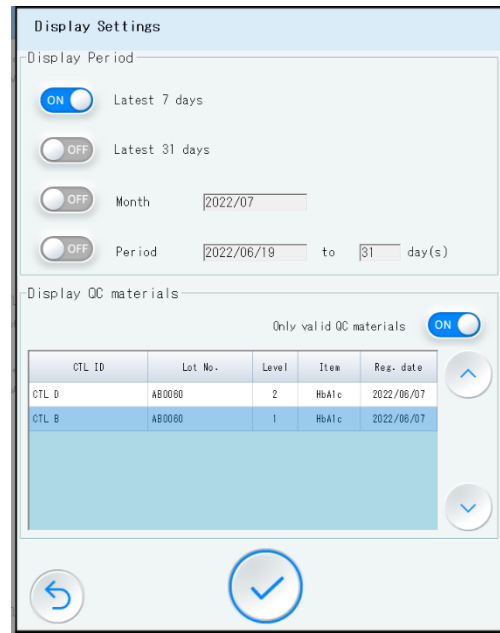 Display Settings
Display Period
ON Latest 7 days
OFF Latest 31 days
OFF Month 2022/07
OFF Period 2022/06/19 to 31 day(s)
Display QC materials
Only valid QC materials ON
CTL ID Lot No. Level Item Reg. date
CTL D AB0060 2 HbA1c 2022/06/07
CTL B AB0060 1 HbA1c 2022/06/07